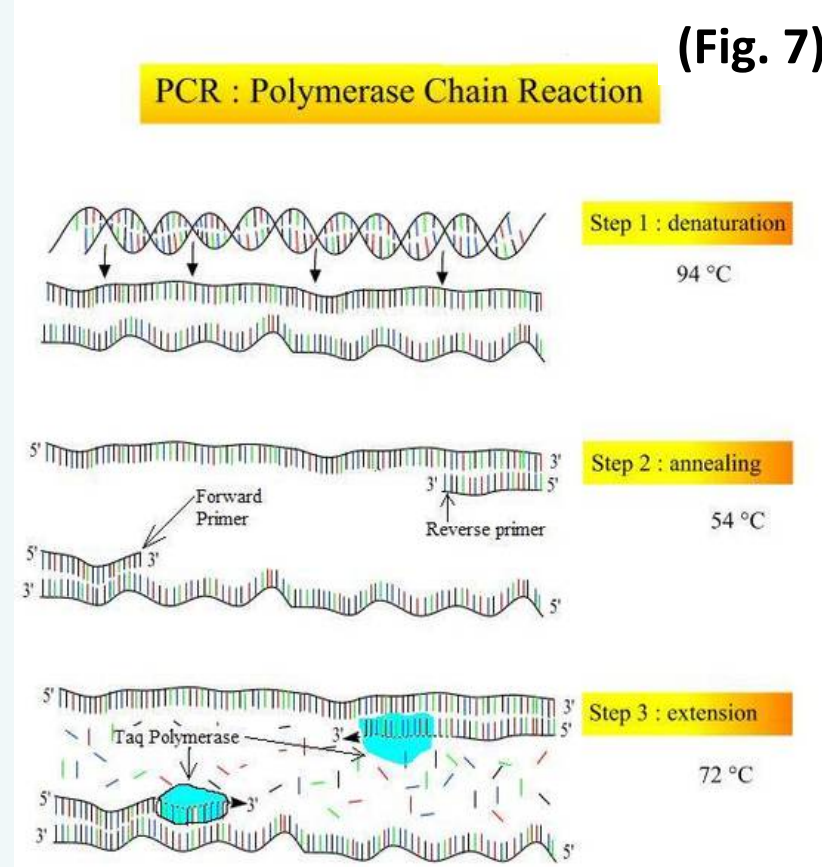 (Fig. 7)
PCR : Polymerase Chain Reaction
Step 1 : denaturation
94 °C
5'
3'
Step 2 : annealing
3'
5'
Forward
Primer
Reverse primer
54 °C
5'
3'
3'
5'
5'
3'
Step 3 : extension
Taq Polymerase
3'
5'
72 °C
5'
3'
3'
5'